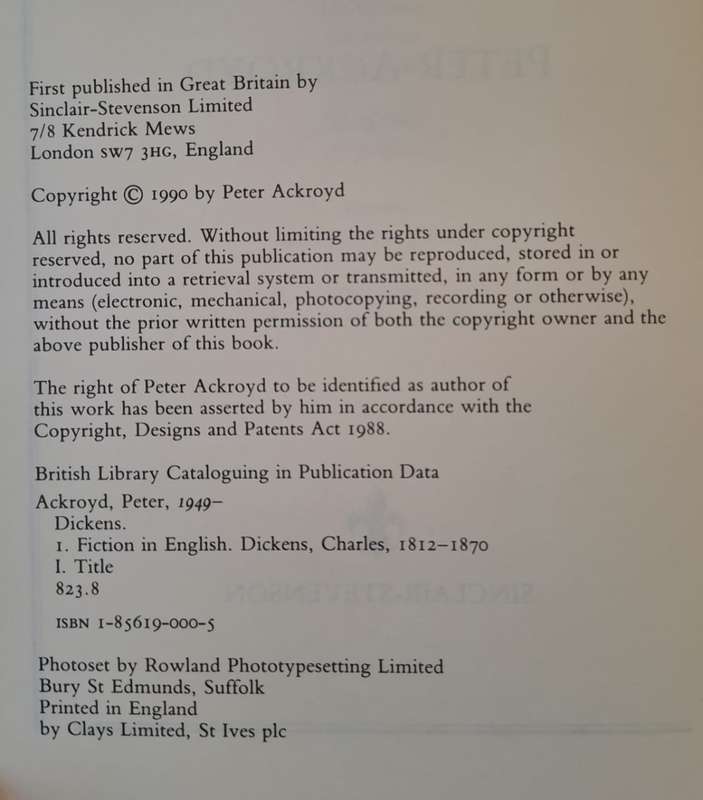 First published in Great Britain by
Sinclair-Stevenson Limited
7/8 Kendrick Mews
London SW7 3HG, England
Copyright © 1990 by Peter Ackroyd
All rights reserved. Without limiting the rights under copyright
reserved, no part of this publication may be reproduced, stored in or
introduced into a retrieval system or transmitted, in any form or by any
means (electronic, mechanical, photocopying, recording or otherwise),
without the prior written permission of both the copyright owner and the
above publisher of this book.
The right of Peter Ackroyd to be identified as author of
this work has been asserted by him in accordance with the
Copyright, Designs and Patents Act 1988.
British Library Cataloguing in Publication Data
Ackroyd, Peter, 1949–
Dickens.
1. Fiction in English. Dickens, Charles, 1812–1870
I. Title
823.8
ISBN 1-85619-000-5
Photoset by Rowland Phototypesetting Limited
Bury St Edmunds, Suffolk
Printed in England
by Clays Limited, St Ives plc